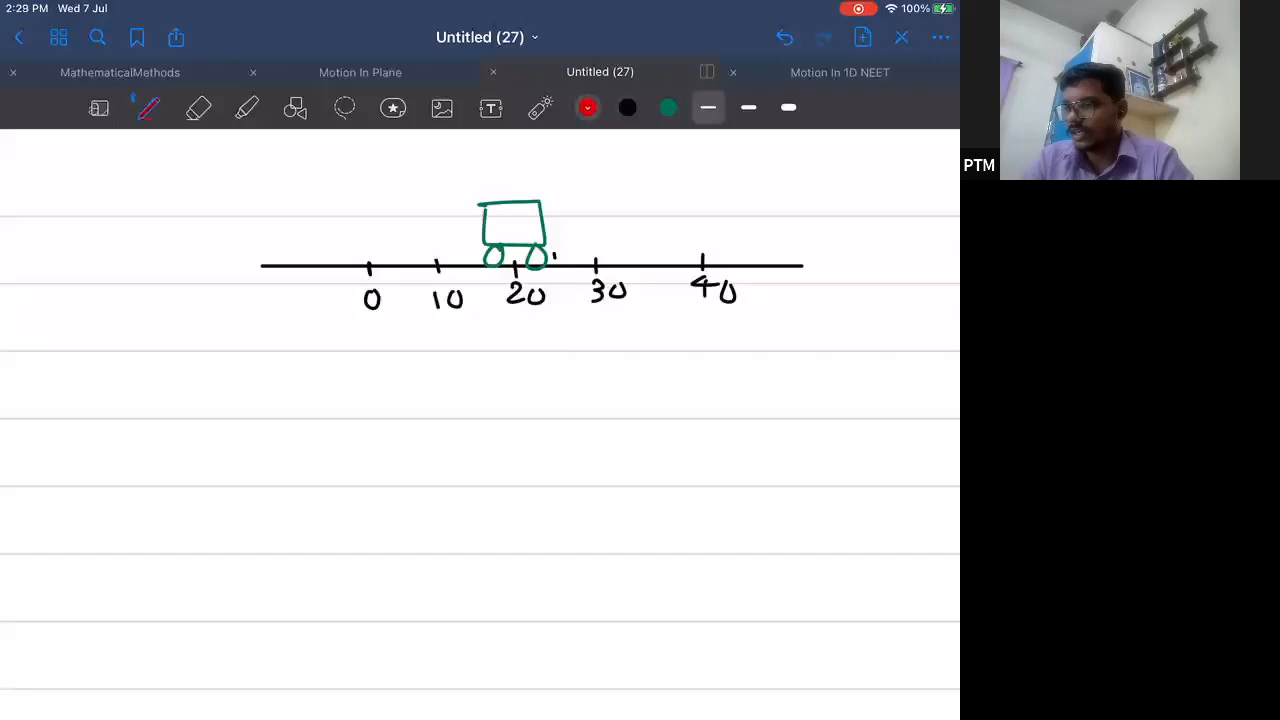 2:29 PM Wed 7 Jul
100%
Untitled (27)
MathematicalMethods
Motion In Plane
Untitled (27)
Motion In 1D NEET
T
PTM
0 10 20 30 40